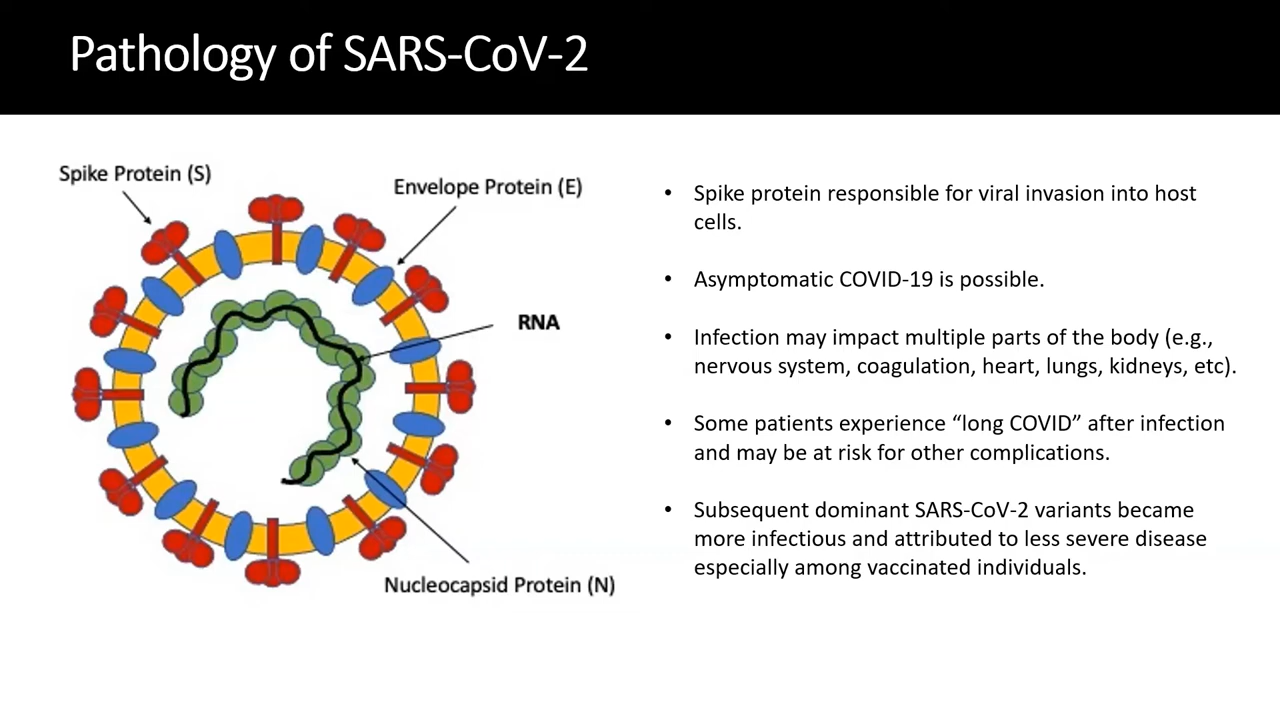 Pathology of SARS-CoV-2
Spike Protein (S)
Envelope Protein (E)
RNA
Nucleocapsid Protein (N)
• Spike protein responsible for viral invasion into host
cells.
• Asymptomatic COVID-19 is possible.
• Infection may impact multiple parts of the body (e.g.,
nervous system, coagulation, heart, lungs, kidneys, etc).
• Some patients experience “long COVID” after infection
and may be at risk for other complications.
• Subsequent dominant SARS-CoV-2 variants became
more infectious and attributed to less severe disease
especially among vaccinated individuals.